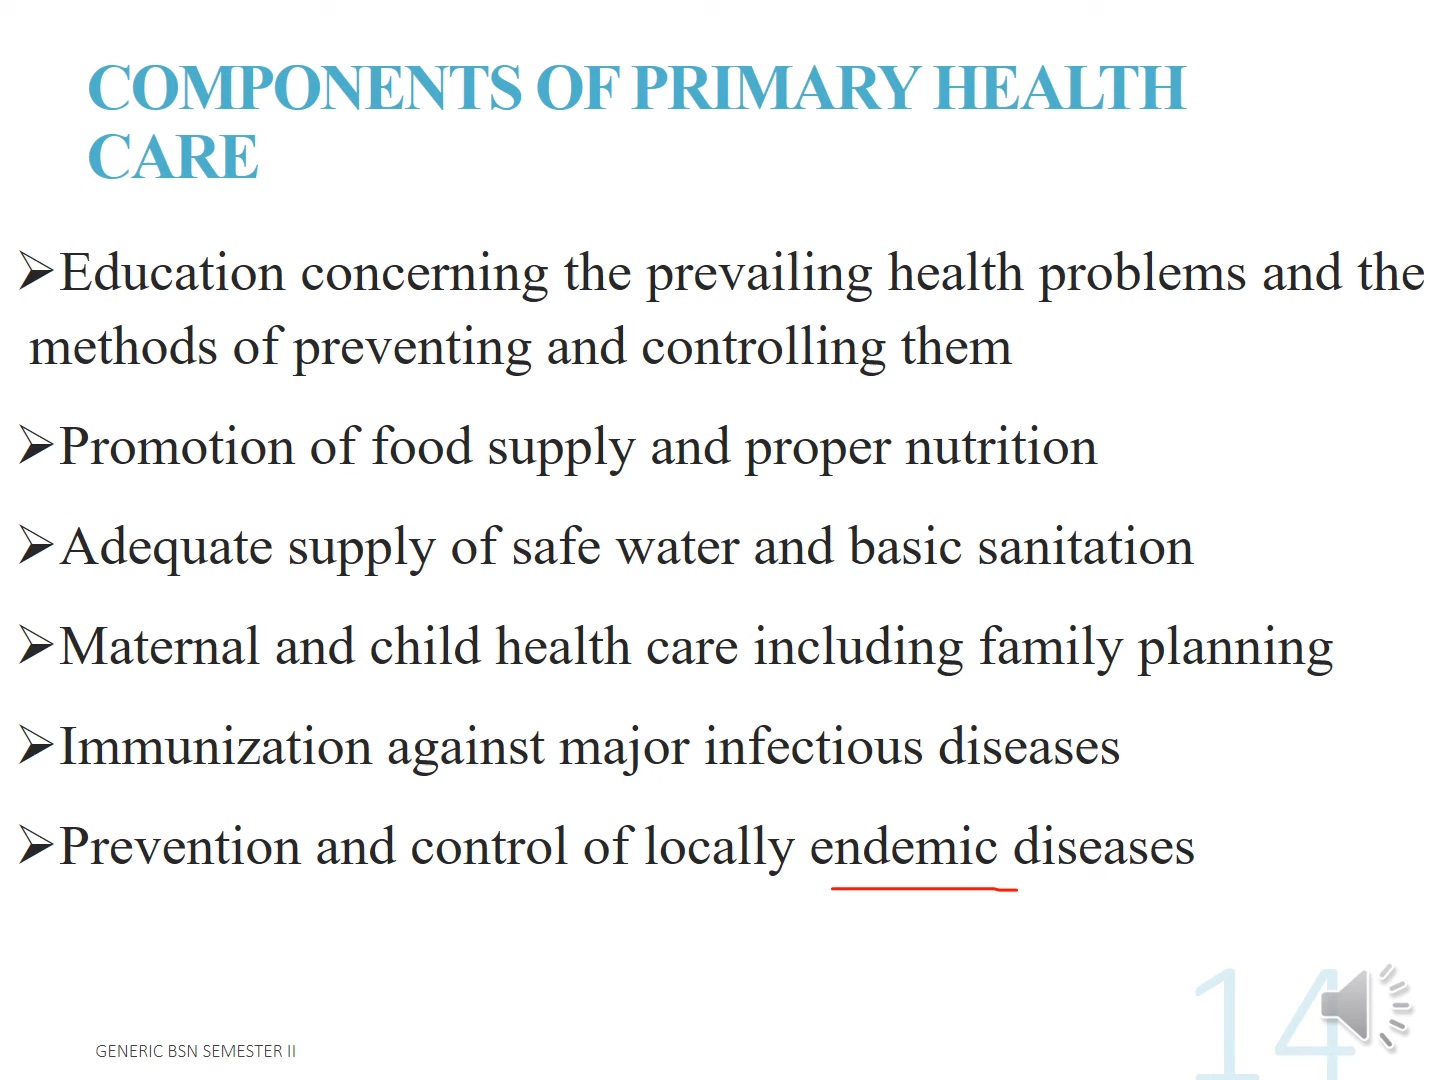 COMPONENTS OF PRIMARY HEALTH
CARE
➢Education concerning the prevailing health problems and the
methods of preventing and controlling them
➢Promotion of food supply and proper nutrition
➢Adequate supply of safe water and basic sanitation
➢Maternal and child health care including family planning
➢Immunization against major infectious diseases
➢Prevention and control of locally endemic diseases
GENERIC BSN SEMESTER II
14